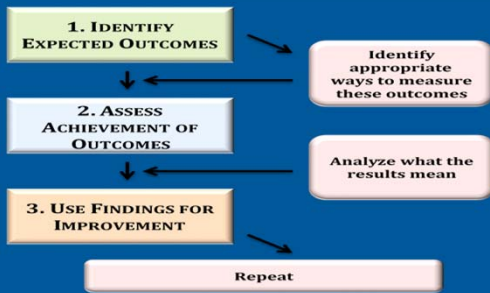 1. IDENTIFY
EXPECTED OUTCOMES
Identify
appropriate
ways to measure
these outcomes
2. ASSESS
ACHIEVEMENT OF
OUTCOMES
Analyze what the
results mean
3. USE FINDINGS FOR
IMPROVEMENT
Repeat